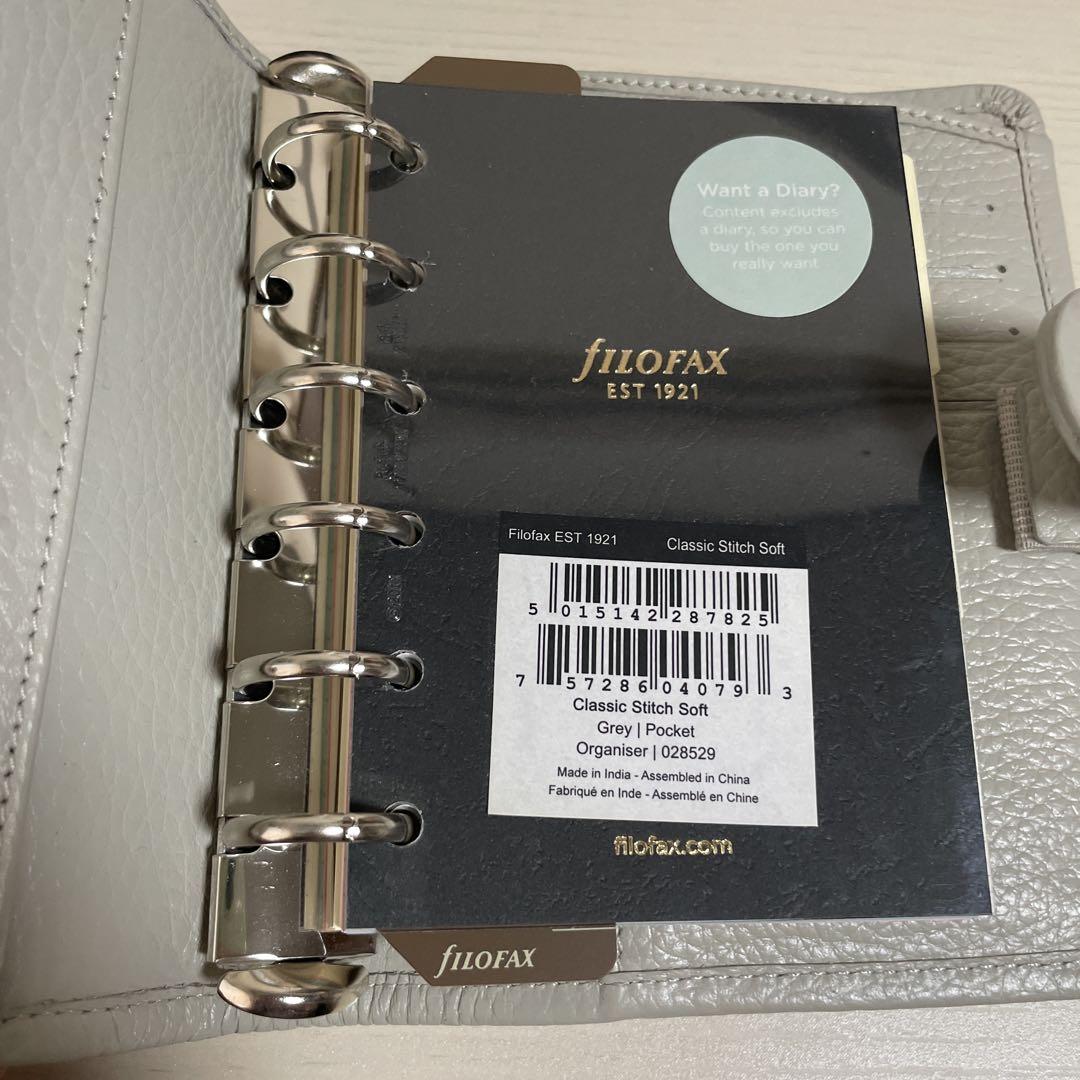 Want a Diary?
Content excludes
a diary, so you can
buy the one you
really want
filofax
EST 1921
Filofax EST 1921 Classic Stitch Soft
5 015142 287825
7 57286 04079 3
Classic Stitch Soft
Grey | Pocket
Organiser | 028529
Made in India - Assembled in China
Fabriqué en Inde - Assemblé en Chine
filofax.com
filofax